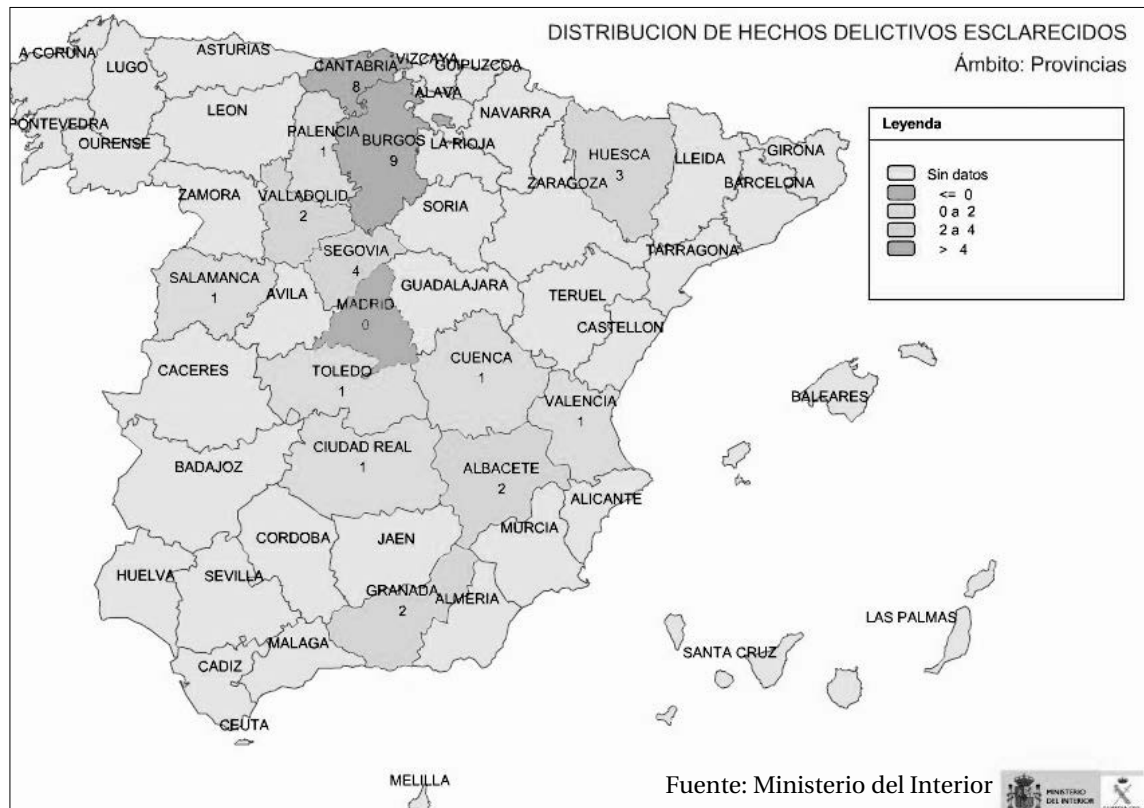 DISTRIBUCION DE HECHOS DELICTIVOS ESCLARECIDOS
Ámbito: Provincias
Leyenda
Sin datos
<= 0
0 a 2
2 a 4
> 4
A CORUÑA
LUGO
ASTURIAS
CANTABRIA
8
VIZCAYA
GUIPUZCOA
ALAVA
NAVARRA
PONTEVEDRA
OURENSE
LEON
PALENCIA
1
BURGOS
9
LA RIOJA
HUESCA
3
LLEIDA
GIRONA
BARCELONA
ZAMORA
VALLADOLID
2
SORIA
ZARAGOZA
TARRAGONA
SEGOVIA
4
SALAMANCA
1
AVILA
MADRID
0
GUADALAJARA
TERUEL
CASTELLON
CACERES
TOLEDO
1
CUENCA
1
VALENCIA
1
BALEARES
BADAJOZ
CIUDAD REAL
1
ALBACETE
2
ALICANTE
MURCIA
CORDOBA
JAEN
HUELVA
SEVILLA
GRANADA
2
ALMERIA
MALAGA
CADIZ
CEUTA
MELILLA
LAS PALMAS
SANTA CRUZ
Fuente: Ministerio del Interior
MINISTERIO
DEL INTERIOR